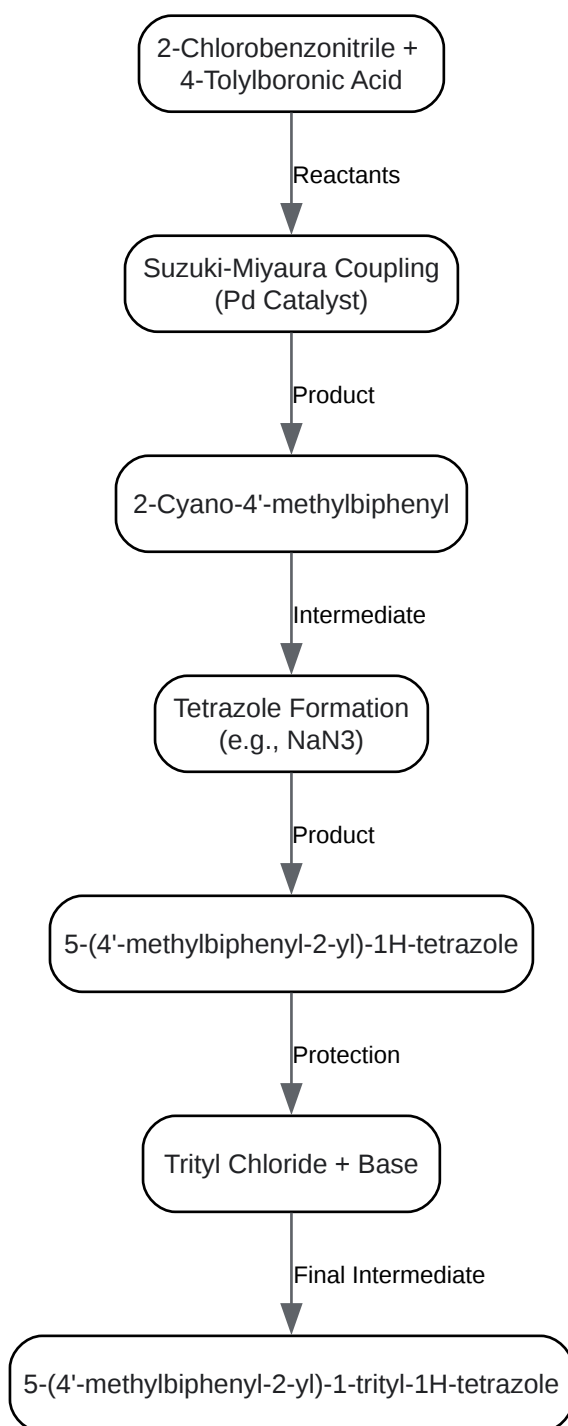 2-Chlorobenzonitrile +
4-Tolylboronic Acid
Reactants
Suzuki-Miyaura Coupling
(Pd Catalyst)
Product
2-Cyano-4'-methylbiphenyl
Intermediate
Tetrazole Formation
(e.g., NaN3)
Product
5-(4'-methylbiphenyl-2-yl)-1H-tetrazole
Protection
Trityl Chloride + Base
Final Intermediate
5-(4'-methylbiphenyl-2-yl)-1-trityl-1H-tetrazole